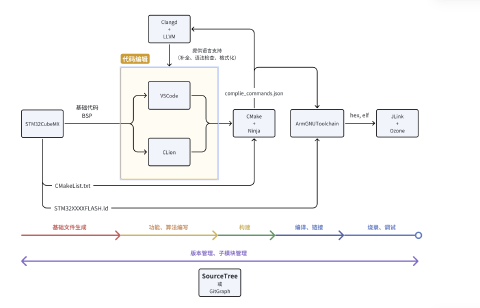 Clangd
+
LLVM
提供语言支持
（补全、语法检查、格式化）
代码编辑
compile_commands.json
VSCode
基础代码
BSP
STM32CubeMX
CMake
+
Ninja
ArmGNUToolchain
hex, elf
JLink
+
Ozone
CLion
CMakeList.txt
STM32XXXXFLASH.ld
基础文件生成
功能、算法编写
构建
编译、链接
烧录、调试
版本管理、子模块管理
SourceTree
或
GitGraph